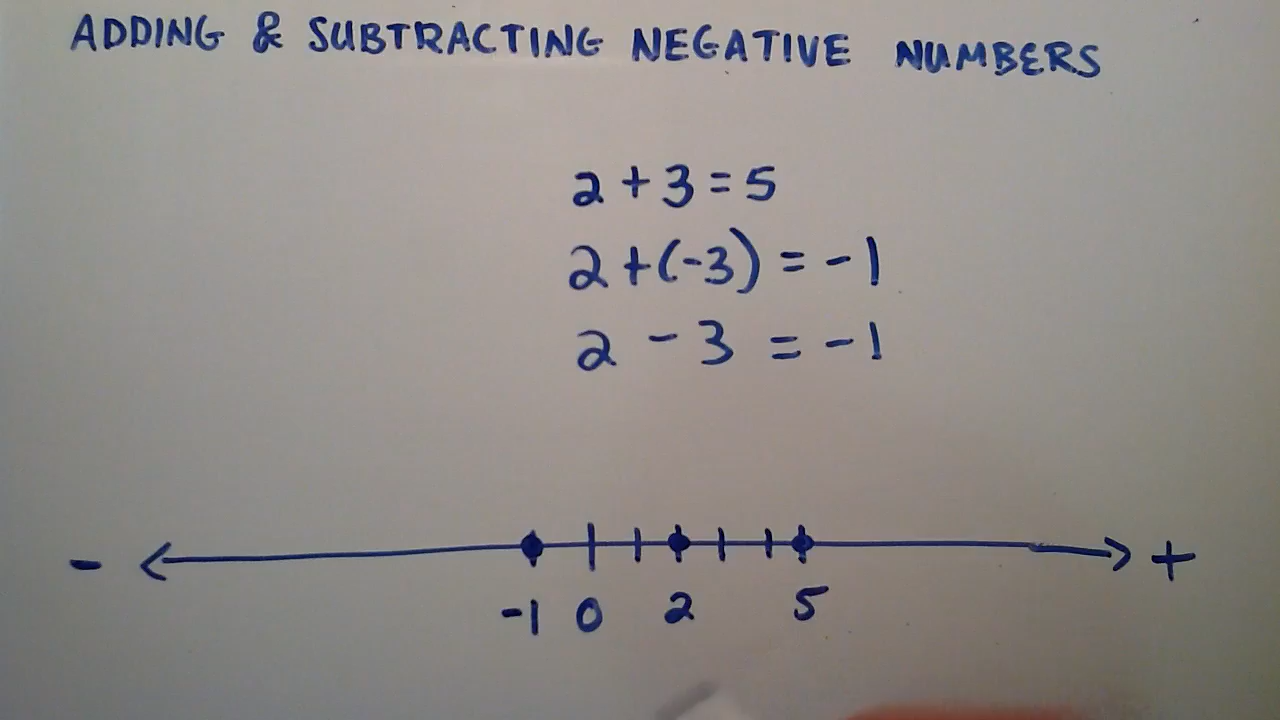 ADDING & SUBTRACTING NEGATIVE NUMBERS
2 + 3 = 5
2 + (-3) = -1
2 - 3 = -1
- +
-1 0 2 5